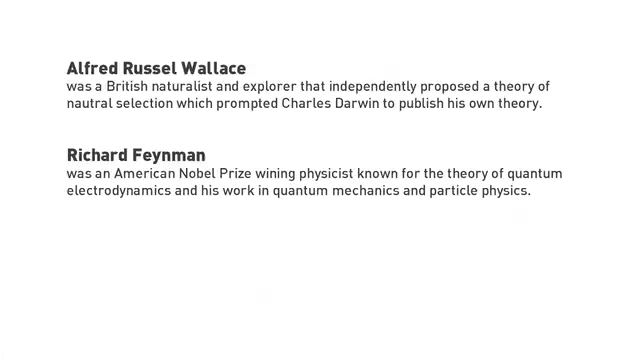 Alfred Russel Wallace
was a British naturalist and explorer that independently proposed a theory of
nautral selection which prompted Charles Darwin to publish his own theory.
Richard Feynman
was an American Nobel Prize wining physicist known for the theory of quantum
electrodynamics and his work in quantum mechanics and particle physics.